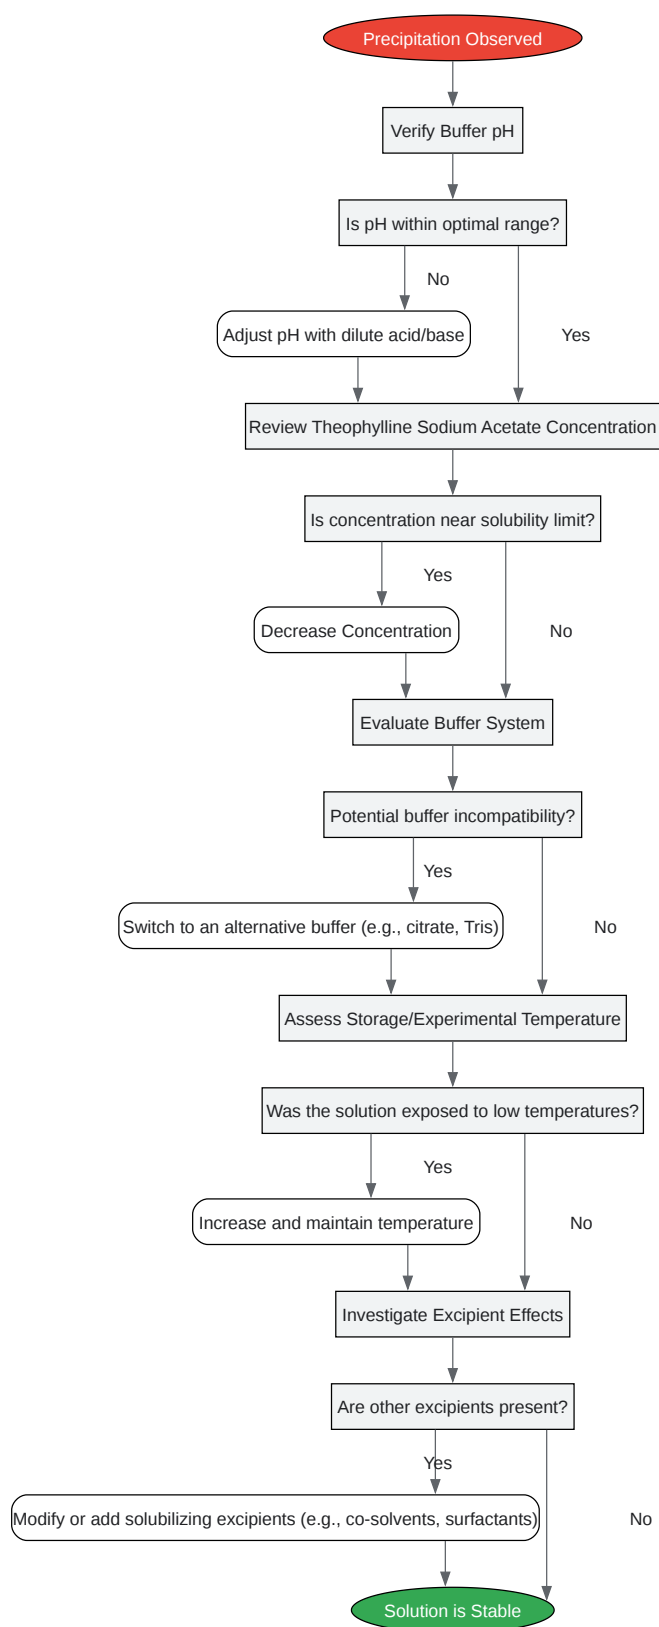 Precipitation Observed
Verify Buffer pH
Is pH within optimal range?
No
Adjust pH with dilute acid/base
Yes
Review Theophylline Sodium Acetate Concentration
Is concentration near solubility limit?
Yes
Decrease Concentration
No
Evaluate Buffer System
Potential buffer incompatibility?
Yes
Switch to an alternative buffer (e.g., citrate, Tris)
No
Assess Storage/Experimental Temperature
Was the solution exposed to low temperatures?
Yes
Increase and maintain temperature
No
Investigate Excipient Effects
Are other excipients present?
Yes
Modify or add solubilizing excipients (e.g., co-solvents, surfactants)
No
Solution is Stable